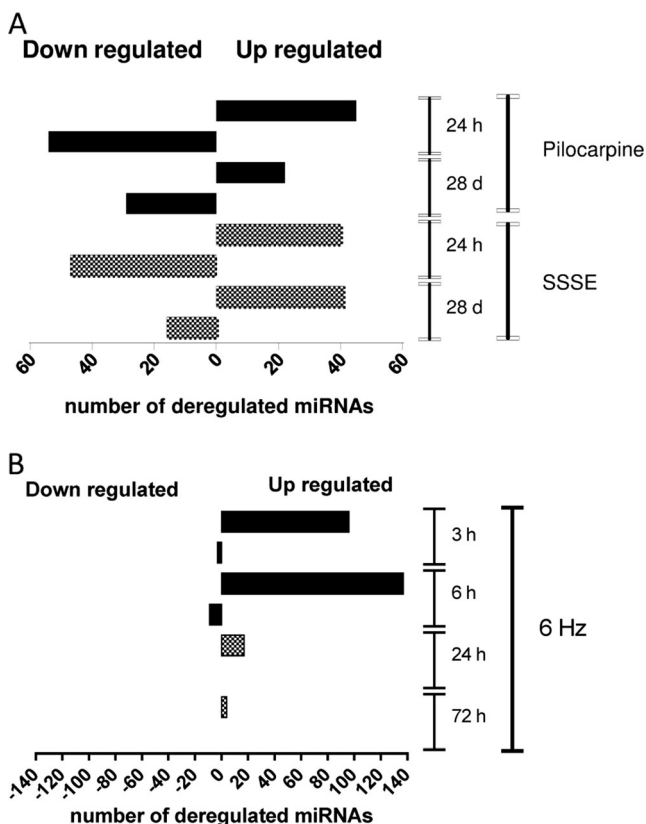 A
Down regulated Up regulated
24 h
Pilocarpine
28 d
24 h
SSSE
28 d
60 40 20 0 20 40 60
number of deregulated miRNAs
B
Down regulated Up regulated
3 h
6 h
6 Hz
24 h
72 h
-140 -120 -100 -80 -60 -40 -20 0 20 40 60 80 100 120 140
number of deregulated miRNAs